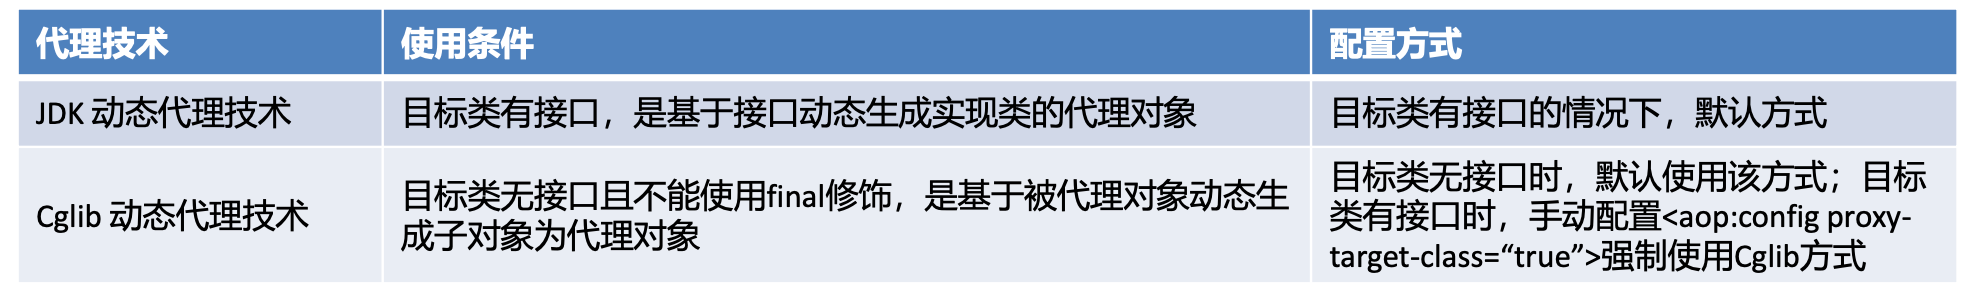 代理技术
使用条件
配置方式
JDK 动态代理技术
目标类有接口，是基于接口动态生成实现类的代理对象
目标类有接口的情况下，默认方式
Cglib 动态代理技术
目标类无接口且不能使用final修饰，是基于被代理对象动态生
成子对象为代理对象
目标类无接口时，默认使用该方式；目标
类有接口时，手动配置<aop:config proxy-
target-class=“true”>强制使用Cglib方式